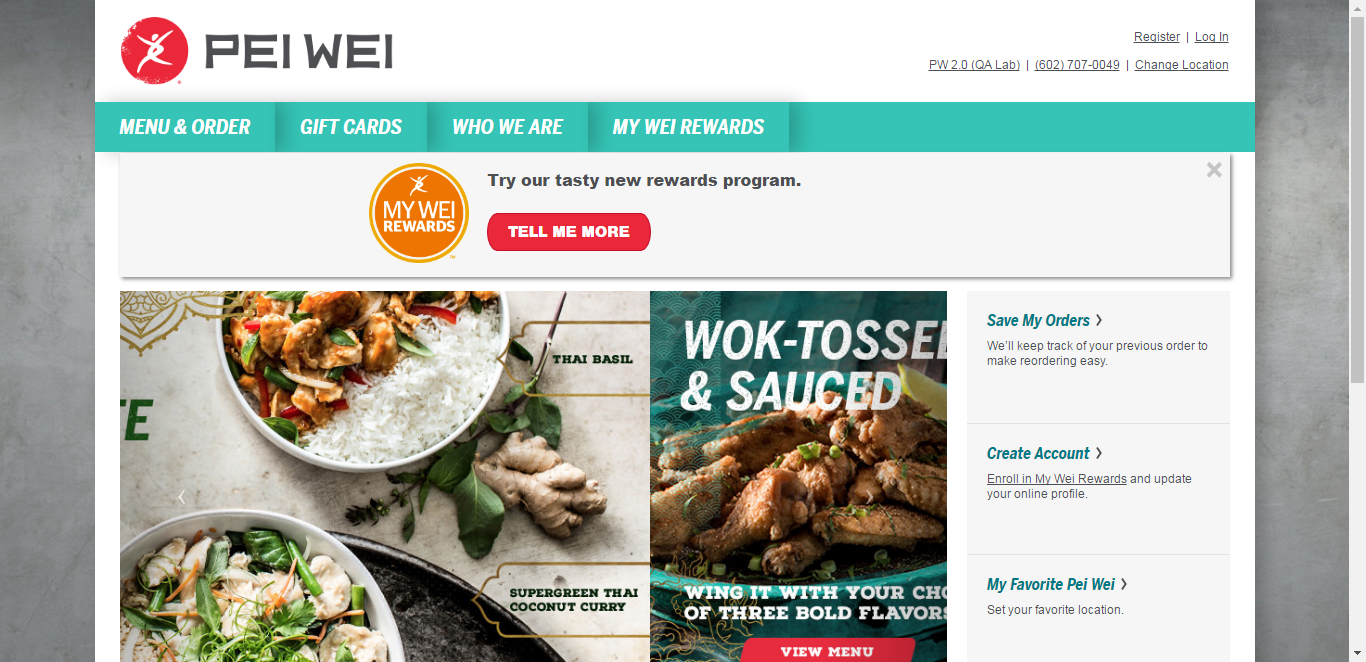 PEI WEI
Register | Log In
PW 2.0 (QA Lab) | (602) 707-0049 | Change Location
MENU & ORDER
GIFT CARDS
WHO WE ARE
MY WEI REWARDS
MY WEI
REWARDS
Try our tasty new rewards program.
TELL ME MORE
TE
THAI BASIL
SUPERGREEN THAI
COCONUT CURRY
WOK-TOSSE
& SAUCED
WING IT WITH YOUR CHO
OF THREE BOLD FLAVORS
VIEW MENU
Save My Orders
We'll keep track of your previous order to
make reordering easy.
Create Account
Enroll in My Wei Rewards and update
your online profile.
My Favorite Pei Wei
Set your favorite location.